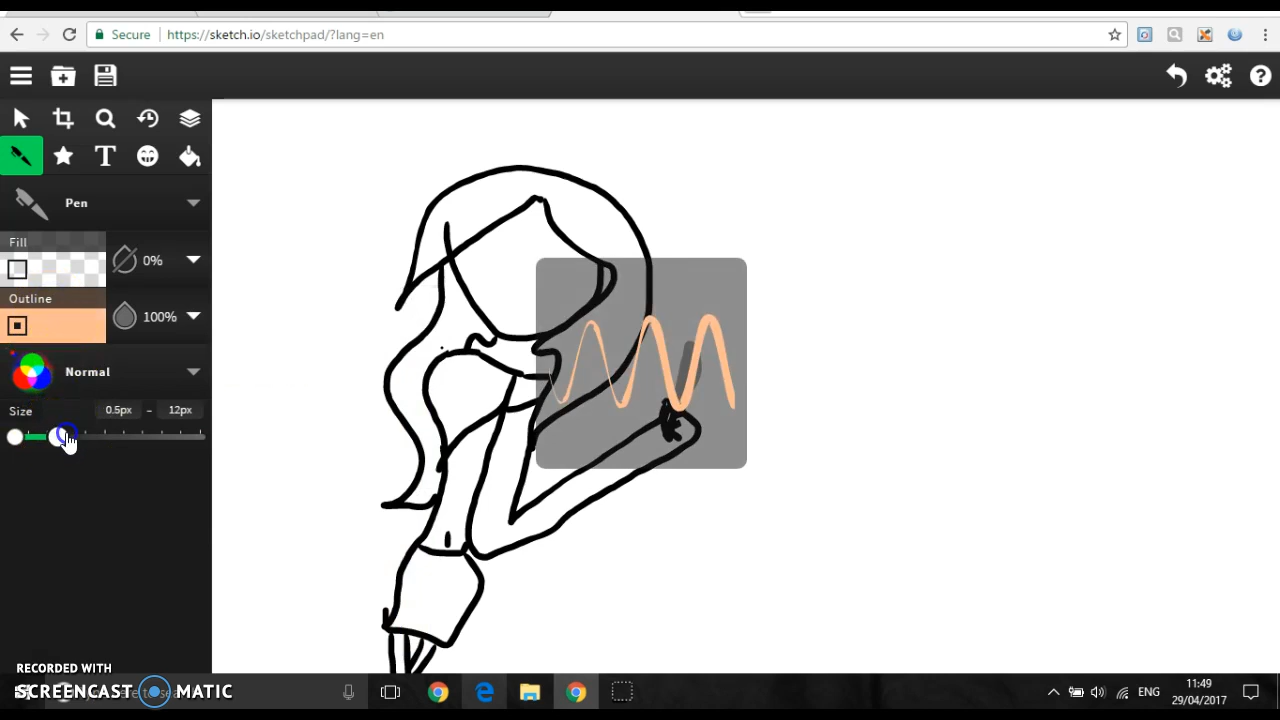 Secure
https://sketch.io/sketchpad/?lang=en
T
Pen
Fill
0%
Outline
100%
Normal
Size
0.5px - 12px
RECORDED WITH
SCREENCAST MATIC
ENG
11:49
29/04/2017